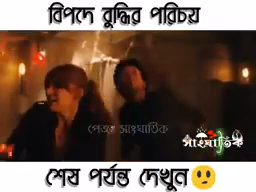 বিপদে বুদ্ধির পরিচয়
পেজঃ সাংঘাতিক
সাংঘাতিক
শেষ পর্যন্ত দেখুন